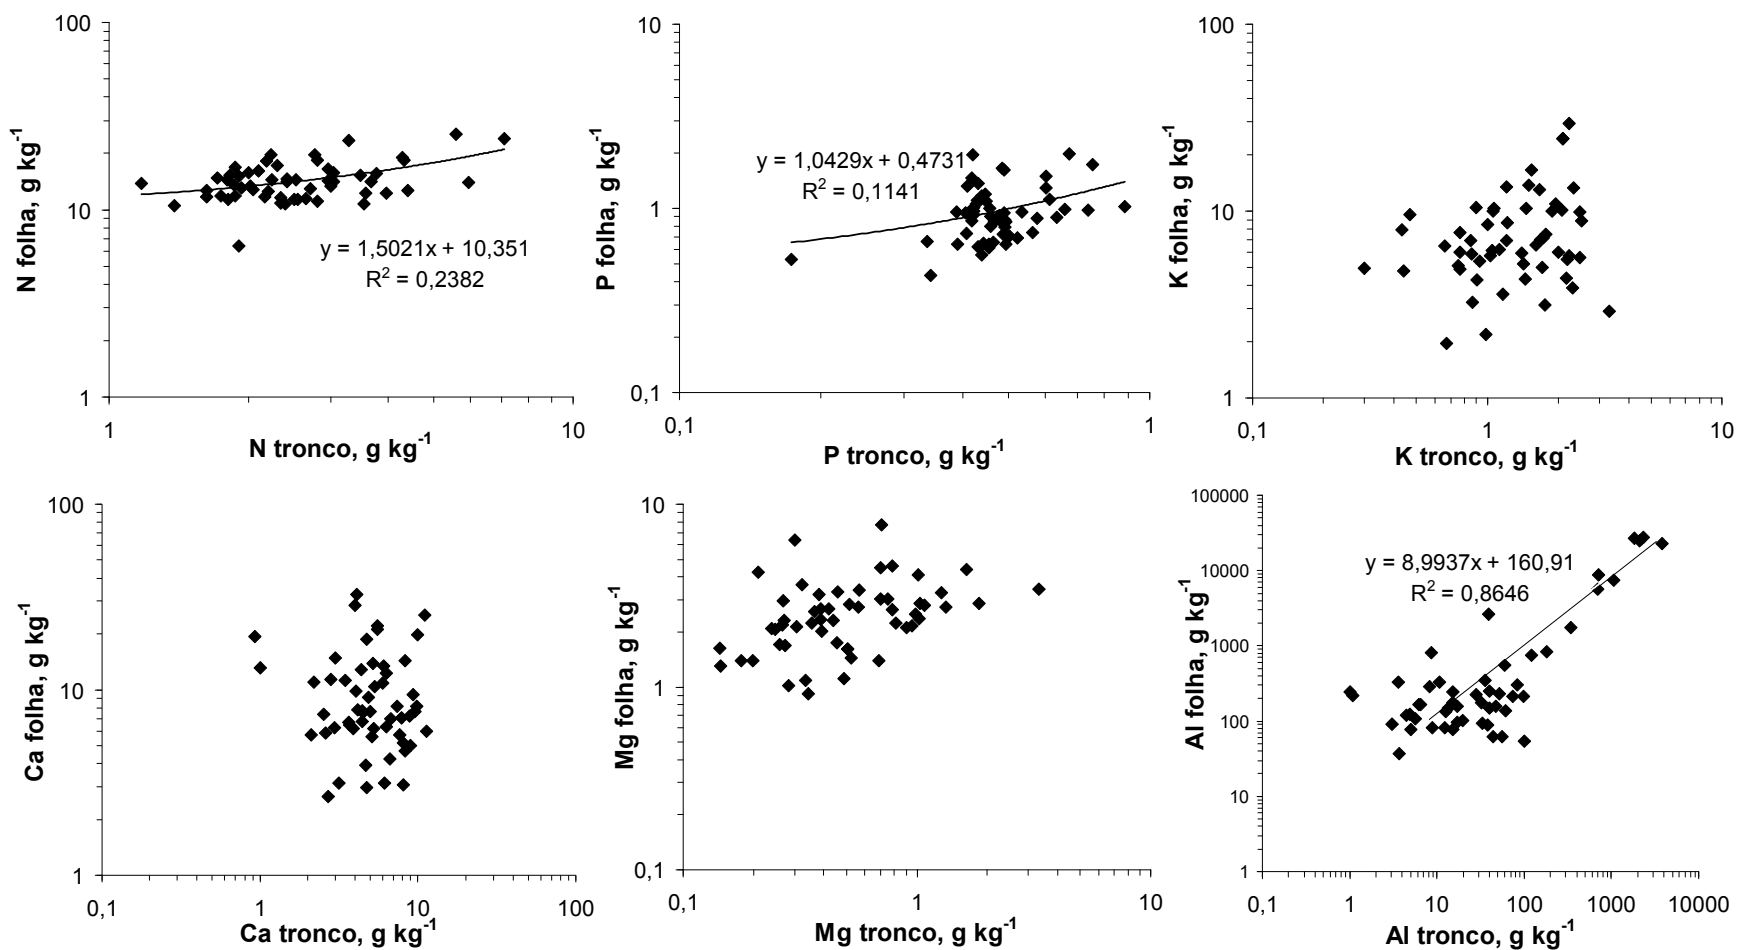 100
10
1
1
10
N folha, g kg⁻¹
N tronco, g kg⁻¹
y = 1,5021x + 10,351
R² = 0,2382
10
1
0,1
0,1
1
P folha, g kg⁻¹
P tronco, g kg⁻¹
y = 1,0429x + 0,4731
R² = 0,1141
100
10
1
0,1
1
10
K folha, g kg⁻¹
K tronco, g kg⁻¹
100
10
1
0,1
1
10
100
Ca folha, g kg⁻¹
Ca tronco, g kg⁻¹
10
1
0,1
0,1
1
10
Mg folha, g kg⁻¹
Mg tronco, g kg⁻¹
100000
10000
1000
100
10
1
0,1
1
10
100
1000
10000
Al folha, g kg⁻¹
Al tronco, g kg⁻¹
y = 8,9937x + 160,91
R² = 0,8646